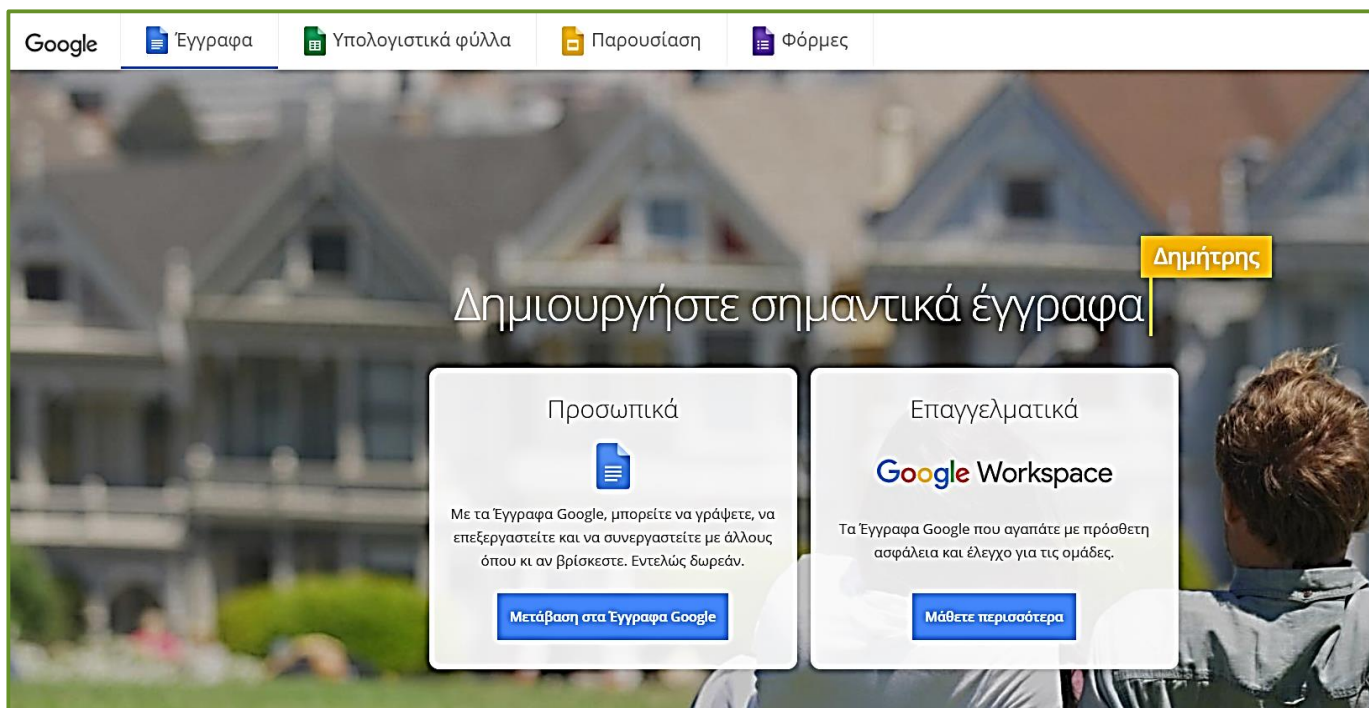 Google Έγγραφα Υπολογιστικά φύλλα Παρουσίαση Φόρμες
Δημήτρης
Δημιουργήστε σημαντικά έγγραφα
Προσωπικά
Με τα Έγγραφα Google, μπορείτε να γράψετε, να
επεξεργαστείτε και να συνεργαστείτε με άλλους
όπου κι αν βρίσκεστε. Εντελώς δωρεάν.
Μετάβαση στα Έγγραφα Google
Επαγγελματικά
Google Workspace
Τα Έγγραφα Google που αγαπάτε με πρόσθετη
ασφάλεια και έλεγχο για τις ομάδες.
Μάθετε περισσότερα